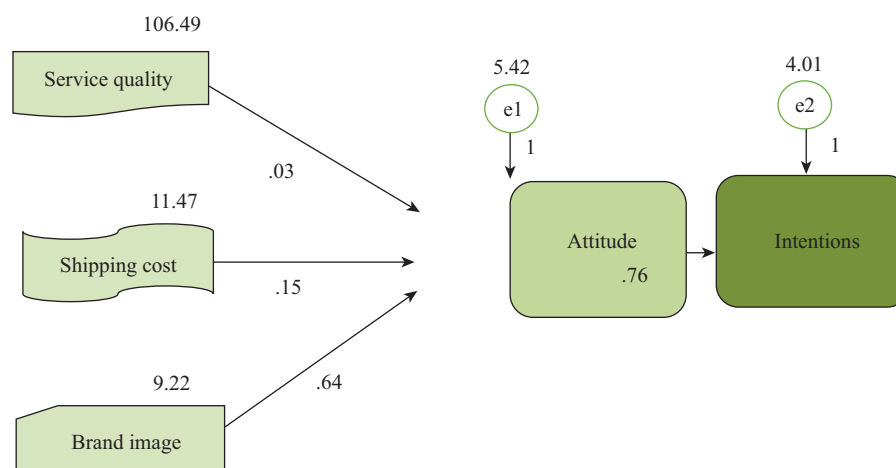 106.49
Service quality
.03
11.47
Shipping cost
.15
9.22
Brand image
.64
5.42
e1
1
4.01
e2
1
Attitude
.76
Intentions